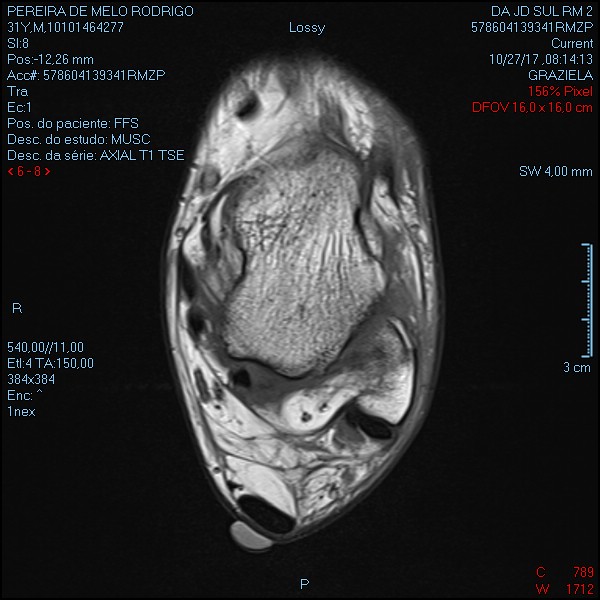 PEREIRA DE MELO RODRIGO
31Y,M,10101464277
Sl:8
Pos:-12,26 mm
Acc#: 578604139341RMZP
Tra
Ec:1
Pos. do paciente: FFS
Desc. do estudo: MUSC
Desc. da série: AXIAL T1 TSE
< 6 - 8 >
Lossy
DA JD SUL RM 2
578604139341RMZP
Current
10/27/17 ,08:14:13
GRAZIELA
156% Pixel
DFOV 16,0 x 16,0 cm
SW 4,00 mm
R
3 cm
540,00//11,00
Etl:4 TA:150,00
384x384
Enc: ^
1nex
P
C 789
W 1712